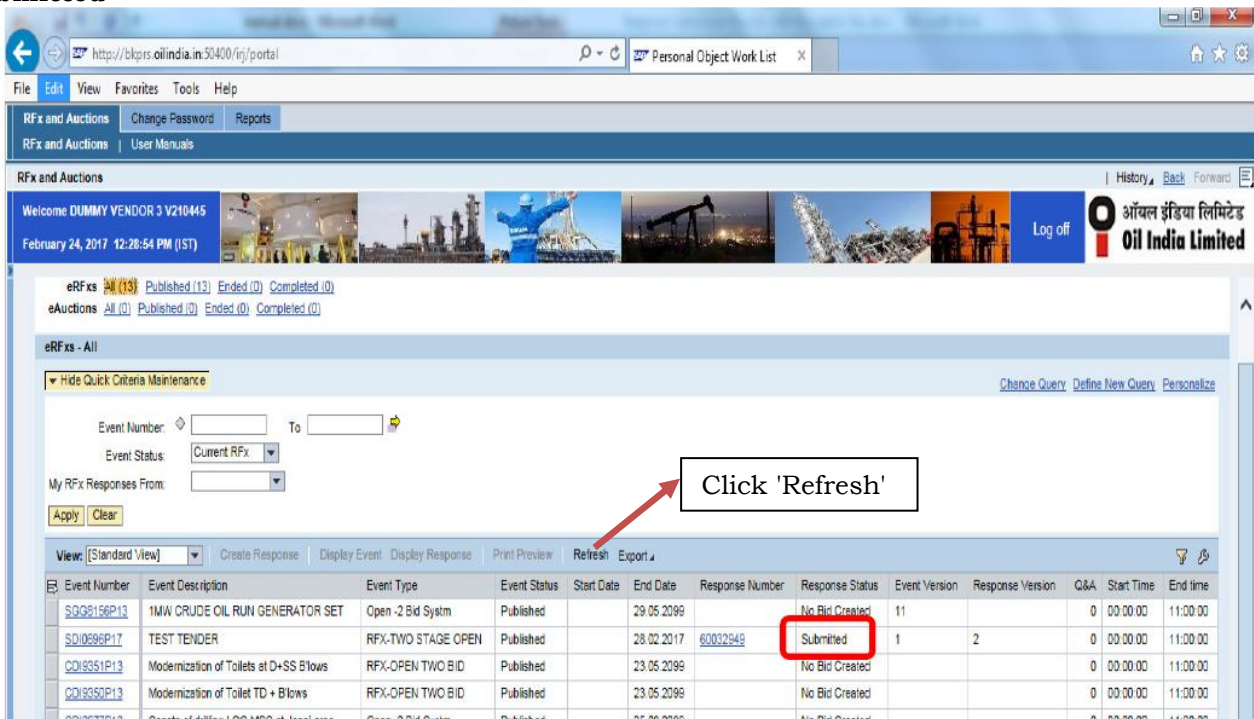 http://bkprs.oilindia.in:50400/irj/portal
Personal Object Work List
File Edit View Favorites Tools Help
RFx and Auctions Change Password Reports
RFx and Auctions | User Manuals
RFx and Auctions | History Back Forward
Welcome DUMMY VENDOR 3 V210445
February 24, 2017 12:28:54 PM (IST)
Log off
ऑयल इंडिया लिमिटेड
Oil India Limited
eRFxs All (13) Published (13) Ended (0) Completed (0)
eAuctions All (0) Published (0) Ended (0) Completed (0)
eRFxs - All
Hide Quick Criteria Maintenance Change Query Define New Query Personalize
Event Number: To
Event Status: Current RFx
My RFx Responses From:
Click 'Refresh'
Apply Clear
View: [Standard View] Create Response Display Event Display Response Print Preview Refresh Export
Event Number Event Description Event Type Event Status Start Date End Date Response Number Response Status Event Version Response Version Q&A Start Time End time
SGG8156P13 1MW CRUDE OIL RUN GENERATOR SET Open -2 Bid Systm Published 29.05.2099 No Bid Created 11 0 00:00:00 11:00:00
SDI0696P17 TEST TENDER RFX-TWO STAGE OPEN Published 28.02.2017 60032949 Submitted 1 2 0 00:00:00 11:00:00
CDI9351P13 Modernization of Toilets at D+SS B'lows RFX-OPEN TWO BID Published 23.05.2099 No Bid Created 0 00:00:00 11:00:00
CDI9350P13 Modernization of Toilet TD + B'lows RFX-OPEN TWO BID Published 23.05.2099 No Bid Created 0 00:00:00 11:00:00